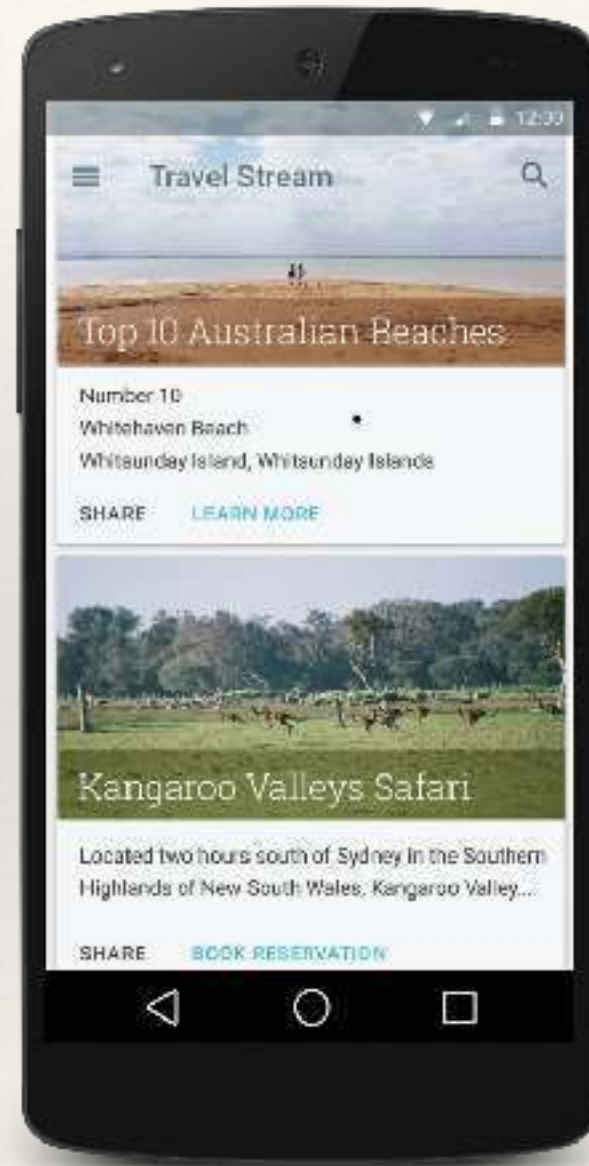 12:00
Travel Stream
Top 10 Australian Beaches
Number 10
Whitehaven Beach
Whitsunday Island, Whitsunday Islands
SHARE LEARN MORE
Kangaroo Valleys Safari
Located two hours south of Sydney in the Southern
Highlands of New South Wales, Kangaroo Valley...
SHARE BOOK RESERVATION